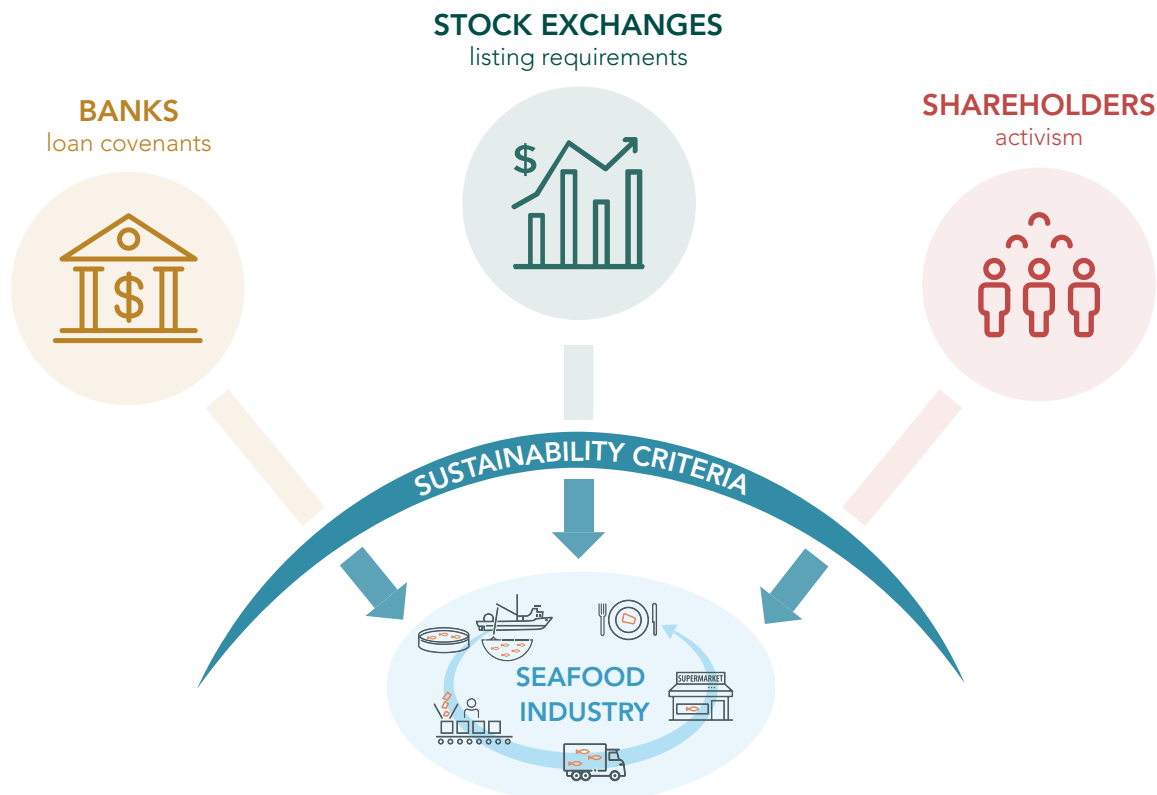 STOCK EXCHANGES
listing requirements
BANKS
loan covenants
SHAREHOLDERS
activism
$
$
SUSTAINABILITY CRITERIA
SEAFOOD
INDUSTRY
SUPERMARKET